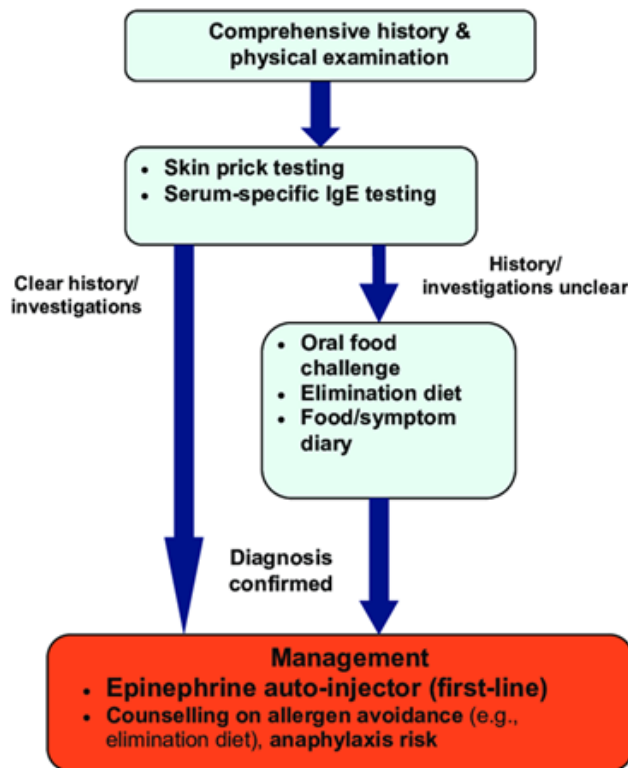 Comprehensive history &
physical examination
• Skin prick testing
• Serum-specific IgE testing
Clear history/
investigations
History/
investigations unclear
• Oral food
challenge
• Elimination diet
• Food/symptom
diary
Diagnosis
confirmed
Management
• Epinephrine auto-injector (first-line)
• Counselling on allergen avoidance (e.g.,
elimination diet), anaphylaxis risk